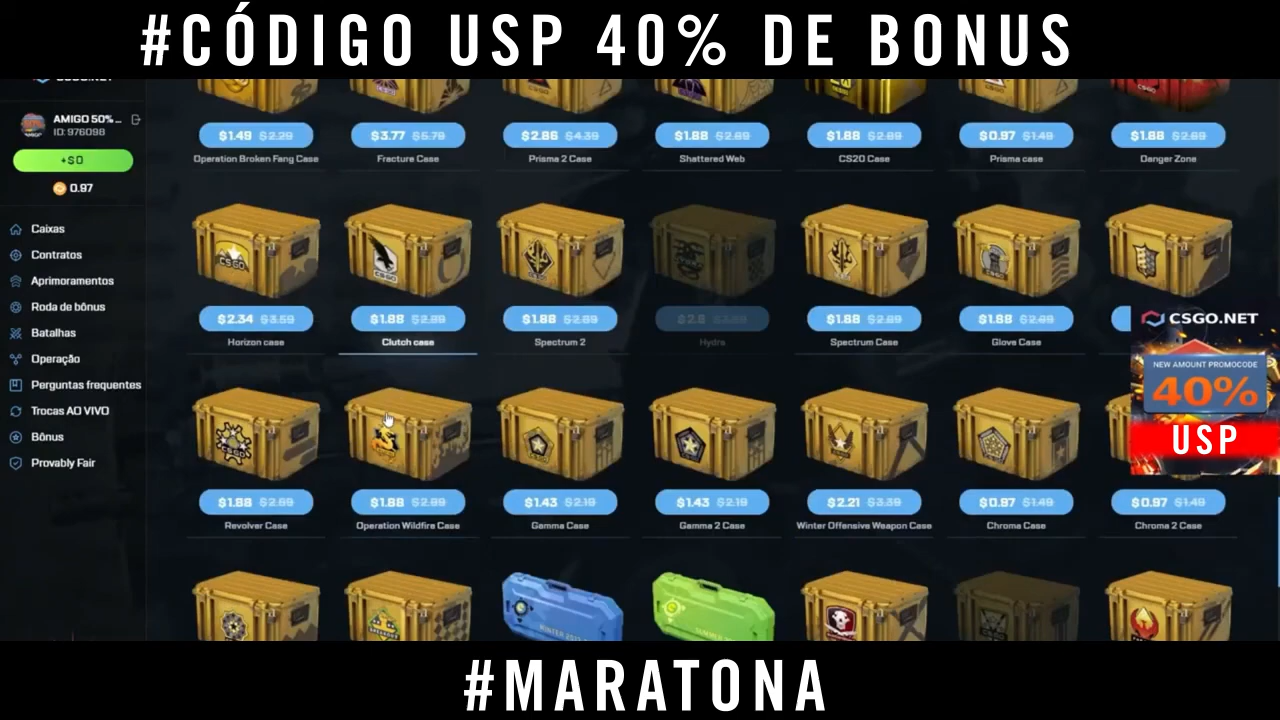 #CÓDIGO USP 40% DE BONUS
CSGO.NET
AMIGO 50%...
ID: 976098
+$0
0.97
Caixas
Contratos
Aprimoramentos
Roda de bônus
Batalhas
Operação
Perguntas frequentes
Trocas AO VIVO
Bônus
Provably Fair
$1.49 $2.29
$3.77 $5.79
$2.86 $4.39
$1.88 $2.89
$1.88 $2.89
$0.97 $1.49
$1.88 $2.89
Operation Broken Fang Case
Fracture Case
Prisma 2 Case
Shattered Web
CS20 Case
Prisma case
Danger Zone
$2.34 $3.59
$1.88 $2.89
$1.88 $2.89
$1.88 $2.89
$1.88 $2.89
Horizon case
Clutch case
Spectrum 2
Hydra
Spectrum Case
Glove Case
CSGO.NET
NEW AMOUNT PROMOCODE
40%
USP
$1.88 $2.89
$1.88 $2.89
$1.43 $2.19
$1.43 $2.19
$2.21 $3.39
$0.97 $1.49
$0.97 $1.49
Revolver Case
Operation Wildfire Case
Gamma Case
Gamma 2 Case
Winter Offensive Weapon Case
Chroma Case
Chroma 2 Case
#MARATONA